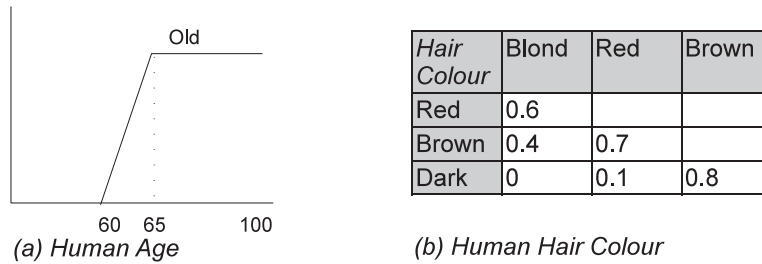 Old
60 65 100
(a) Human Age
Hair Colour Blond Red Brown
Red 0.6
Brown 0.4 0.7
Dark 0 0.1 0.8
(b) Human Hair Colour